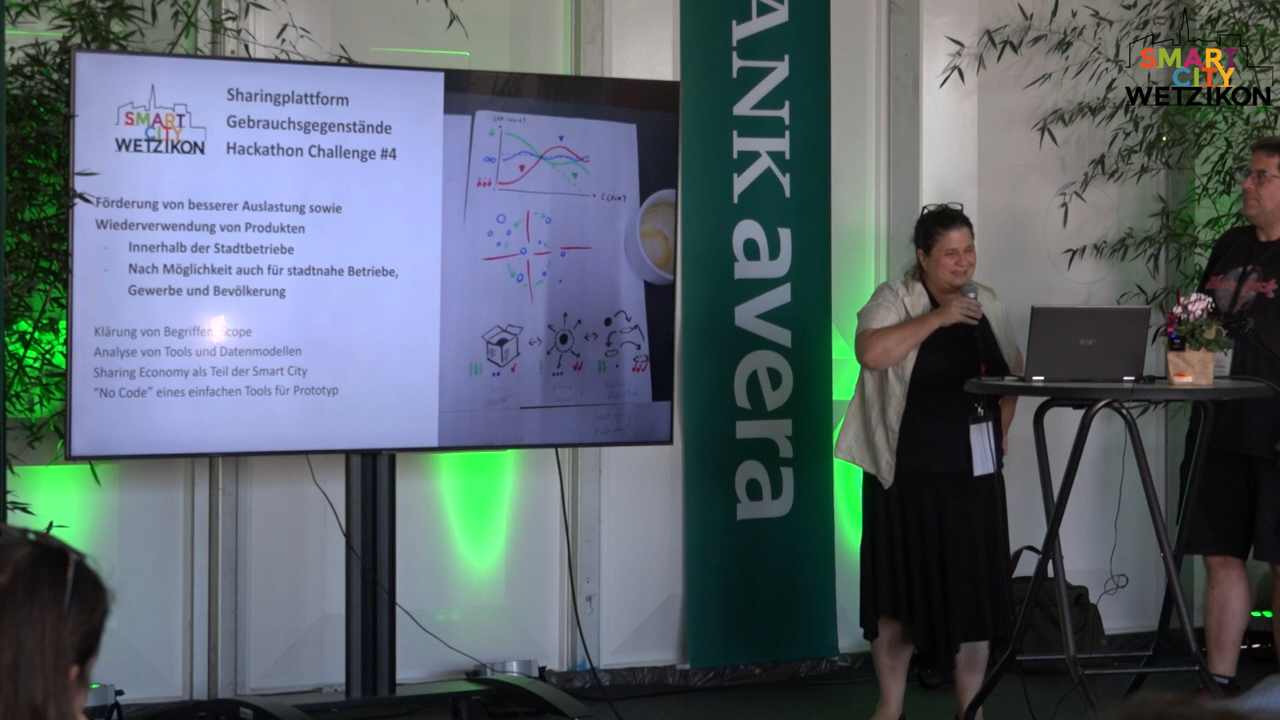 SMART
CITY
WETZIKON
Sharingplattform
Gebrauchsgegenstände
Hackathon Challenge #4
Förderung von besserer Auslastung sowie
Wiederverwendung von Produkten
Innerhalb der Stadtbetriebe
Nach Möglichkeit auch für stadtnahe Betriebe,
Gewerbe und Bevölkerung
Klärung von Begriffen, Scope
Analyse von Tools und Datenmodellen
Sharing Economy als Teil der Smart City
"No Code" eines einfachen Tools für Prototyp
ANK avera
SMART
CITY
WETZIKON